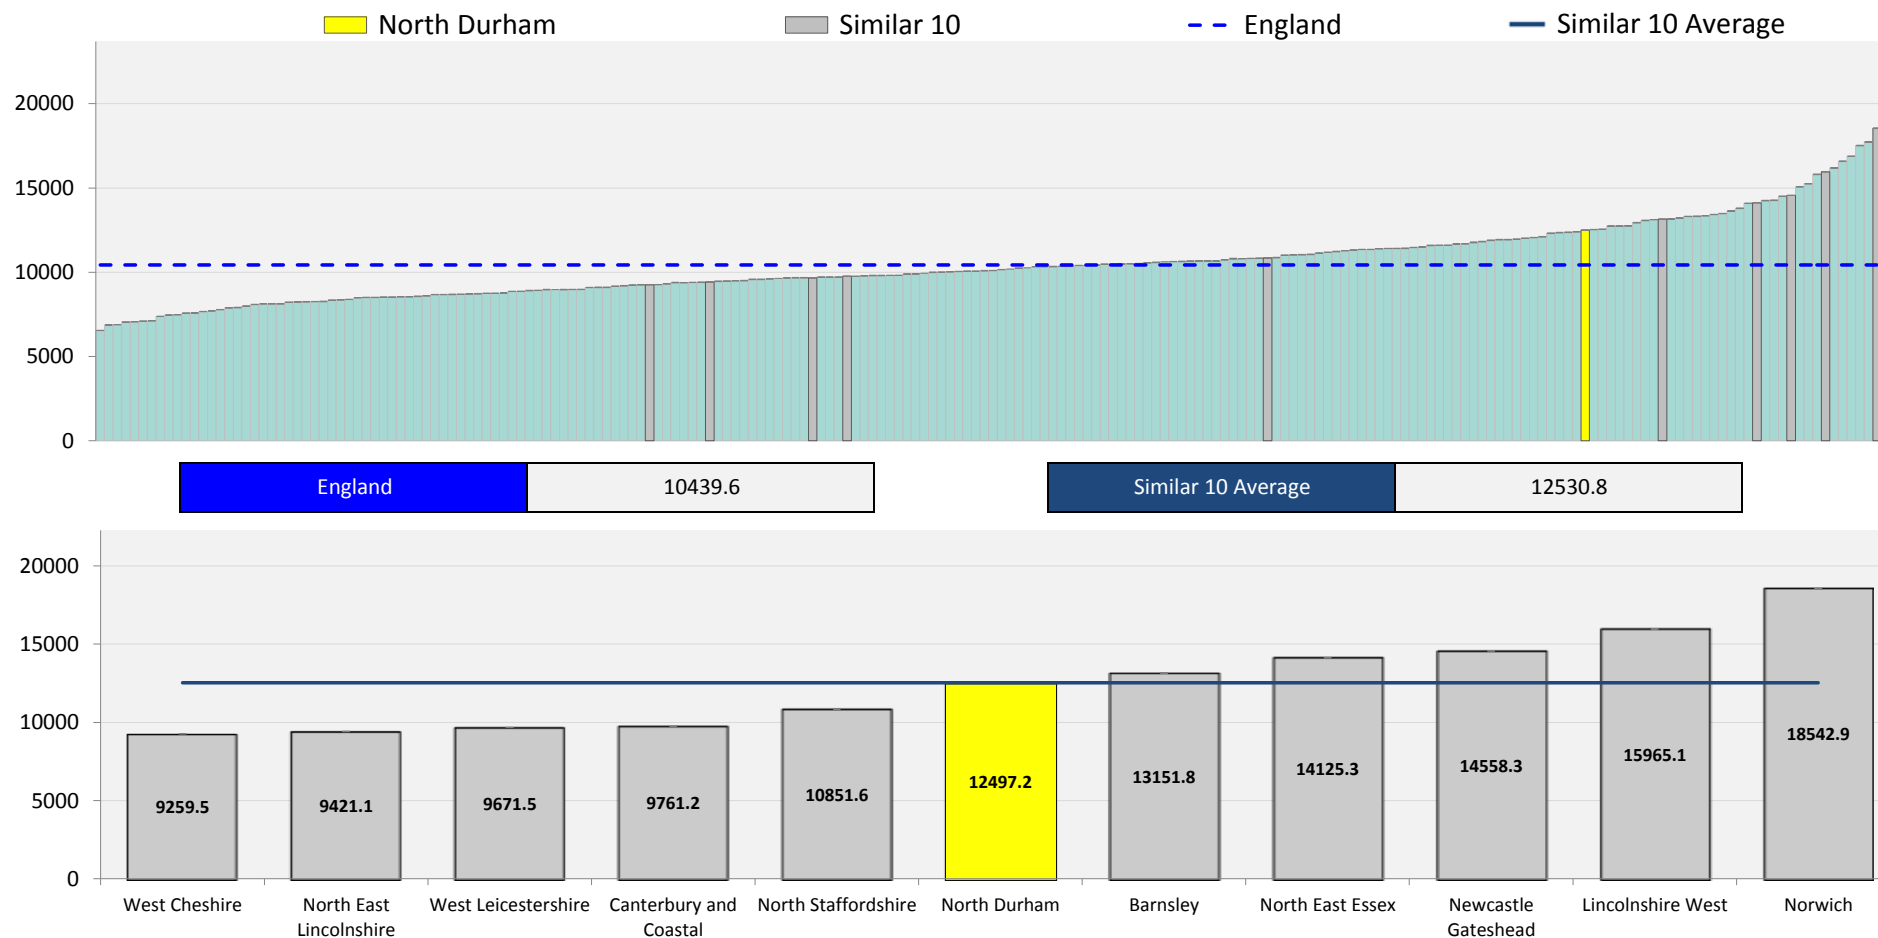 North Durham
Similar 10
England
Similar 10 Average
20000
15000
10000
5000
0
England
10439.6
Similar 10 Average
12530.8
20000
15000
10000
5000
0
9259.5
9421.1
9671.5
9761.2
10851.6
12497.2
13151.8
14125.3
14558.3
15965.1
18542.9
West Cheshire
North East
Lincolnshire
West Leicestershire
Canterbury and
Coastal
North Staffordshire
North Durham
Barnsley
North East Essex
Newcastle
Gateshead
Lincolnshire West
Norwich